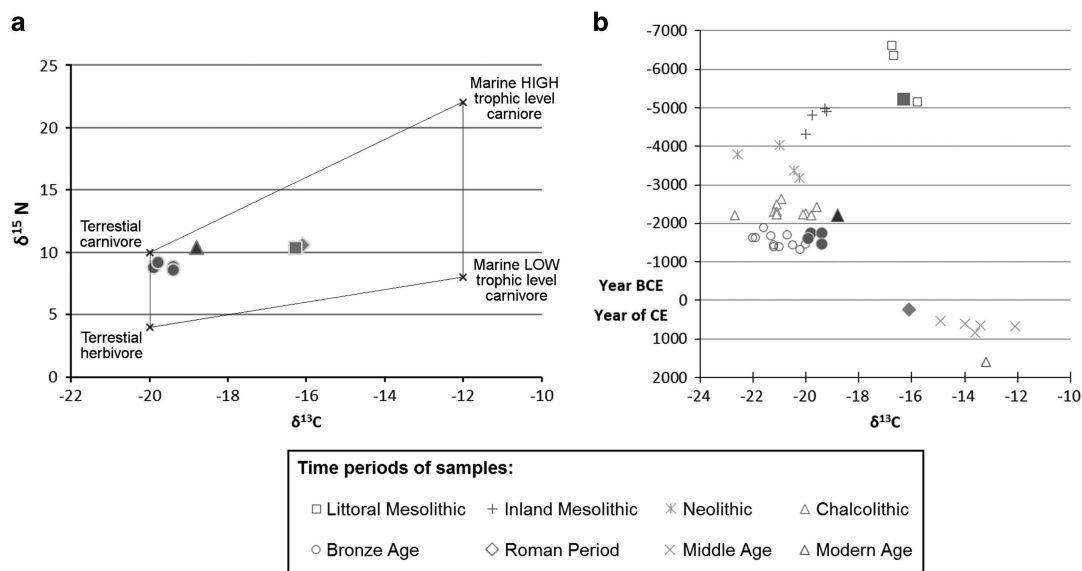 a
25
20
15
10
5
0
δ15 N
-22
-20
-18
-16
-14
-12
-10
δ13C
Marine HIGH
trophic level
carniore
Terrestial
carnivore
Marine LOW
trophic level
carnivore
Terrestial
herbivore
b
-7000
-6000
-5000
-4000
-3000
-2000
-1000
Year BCE
0
Year of CE
1000
2000
-24
-22
-20
-18
-16
-14
-12
-10
δ13C
Time periods of samples:
Littoral Mesolithic
Inland Mesolithic
Neolithic
Chalcolithic
Bronze Age
Roman Period
Middle Age
Modern Age